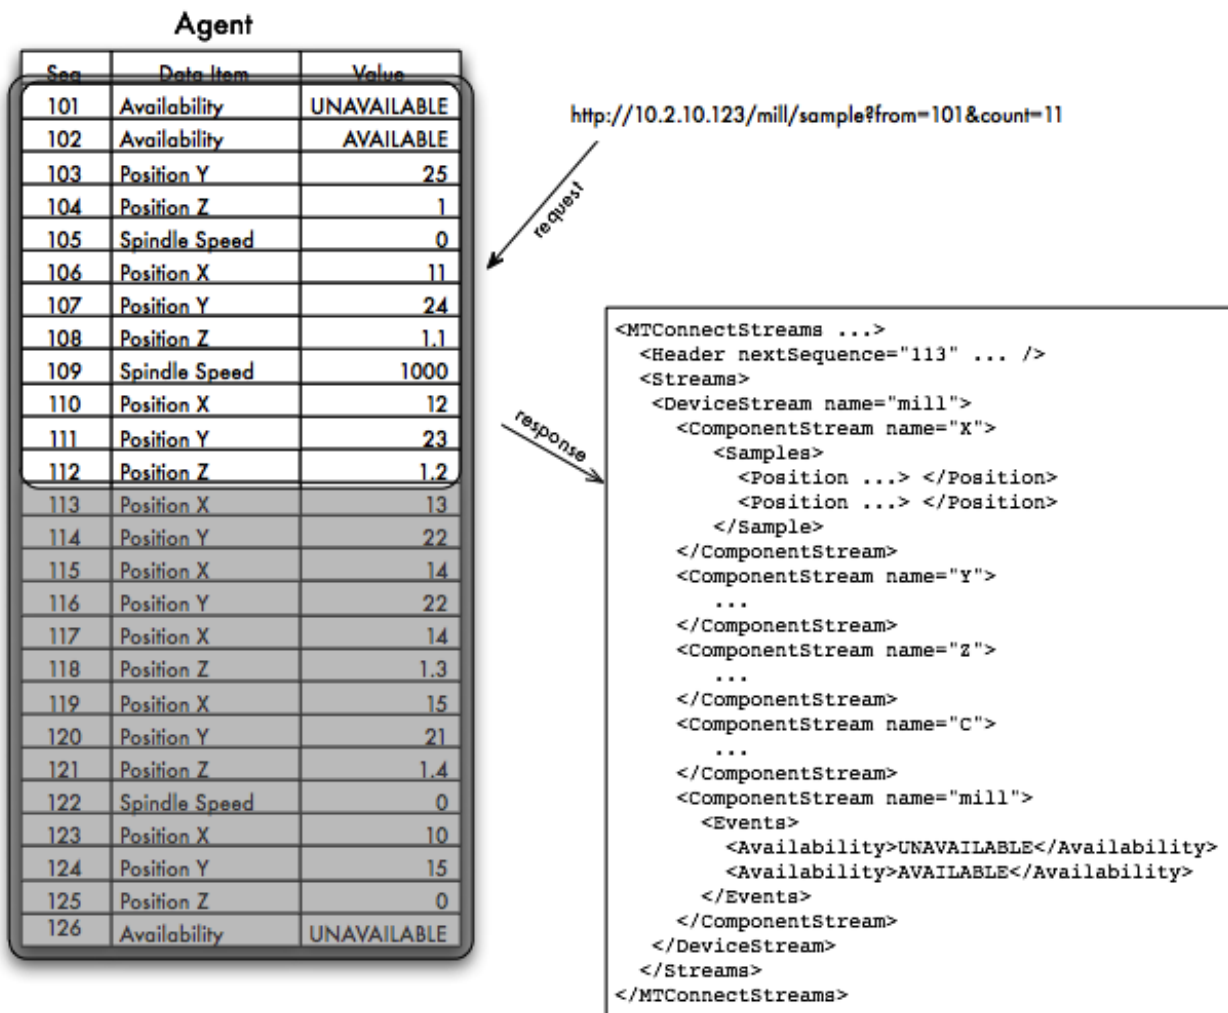 Agent
Seq Data Item Value
101 Availability UNAVAILABLE
102 Availability AVAILABLE
103 Position Y 25
104 Position Z 1
105 Spindle Speed 0
106 Position X 11
107 Position Y 24
108 Position Z 1.1
109 Spindle Speed 1000
110 Position X 12
111 Position Y 23
112 Position Z 1.2
113 Position X 13
114 Position Y 22
115 Position X 14
116 Position Y 22
117 Position X 14
118 Position Z 1.3
119 Position X 15
120 Position Y 21
121 Position Z 1.4
122 Spindle Speed 0
123 Position X 10
124 Position Y 15
125 Position Z 0
126 Availability UNAVAILABLE
http://10.2.10.123/mill/sample?from=101&count=11
request
response
<MTConnectStreams ...>
<Header nextSequence="113" ... />
<Streams>
<DeviceStream name="mill">
<ComponentStream name="X">
<Samples>
<Position ...> </Position>
<Position ...> </Position>
</Sample>
</ComponentStream>
<ComponentStream name="Y">
...
</ComponentStream>
<ComponentStream name="Z">
...
</ComponentStream>
<ComponentStream name="C">
...
</ComponentStream>
<ComponentStream name="mill">
<Events>
<Availability>UNAVAILABLE</Availability>
<Availability>AVAILABLE</Availability>
</Events>
</ComponentStream>
</DeviceStream>
</Streams>
</MTConnectStreams>